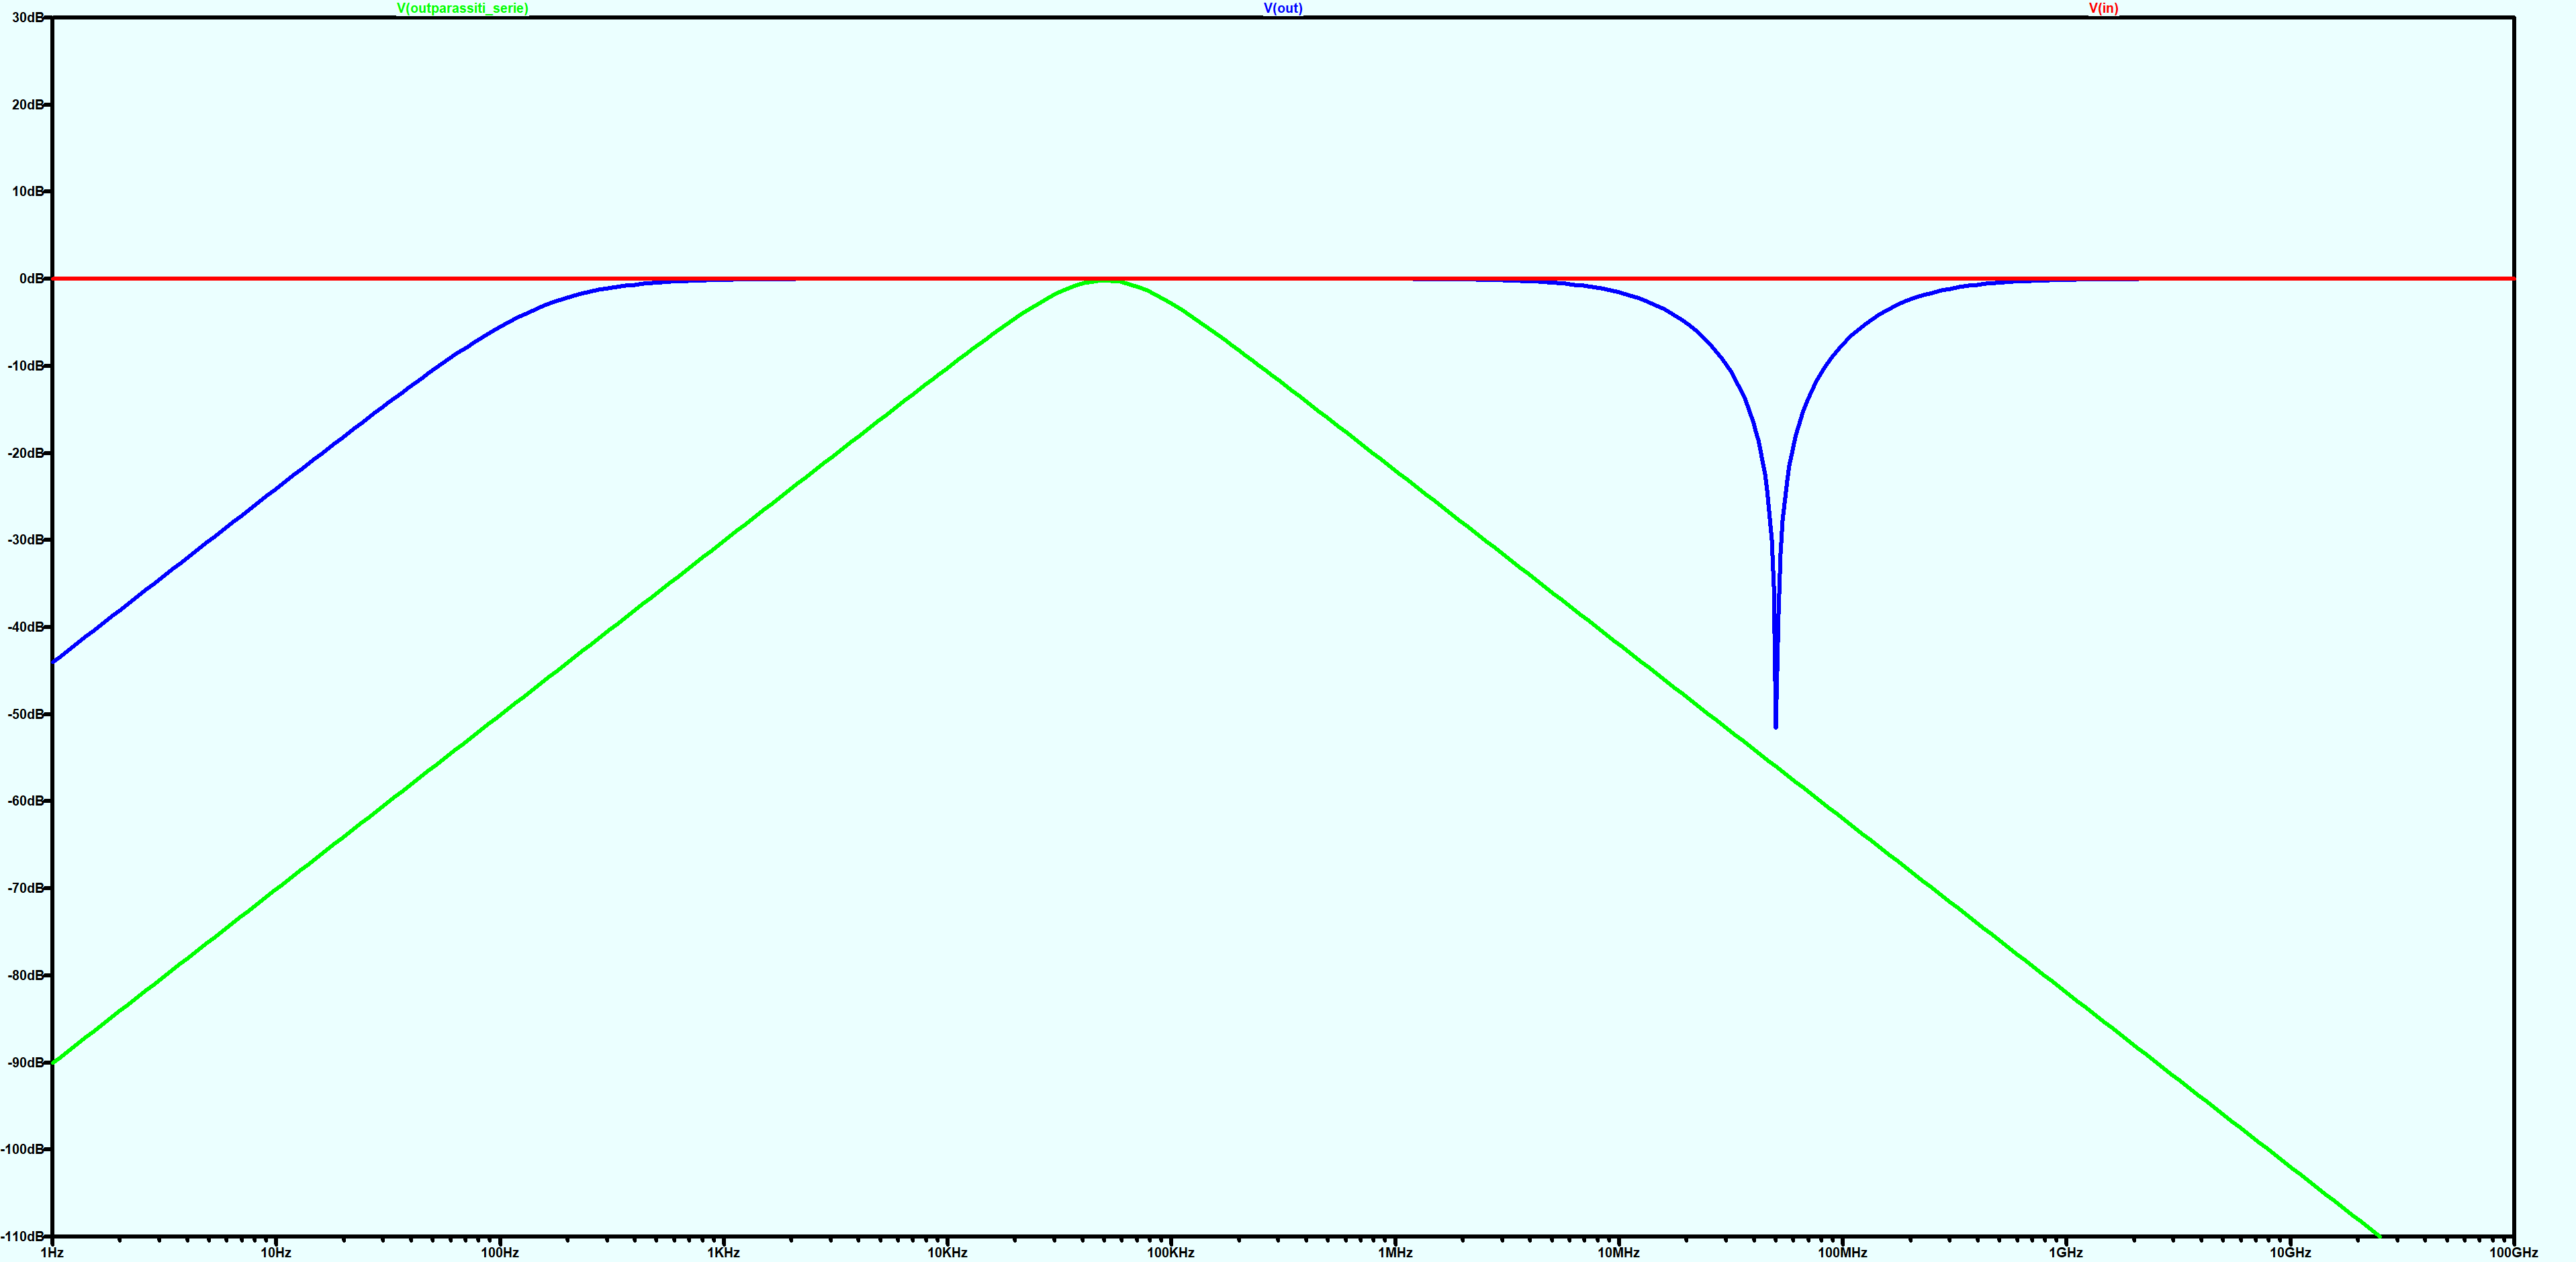 V(outparassiti_serie) V(out) V(in)
30dB
20dB
10dB
0dB
-10dB
-20dB
-30dB
-40dB
-50dB
-60dB
-70dB
-80dB
-90dB
-100dB
-110dB
1Hz 10Hz 100Hz 1KHz 10KHz 100KHz 1MHz 10MHz 100MHz 1GHz 10GHz 100GHz